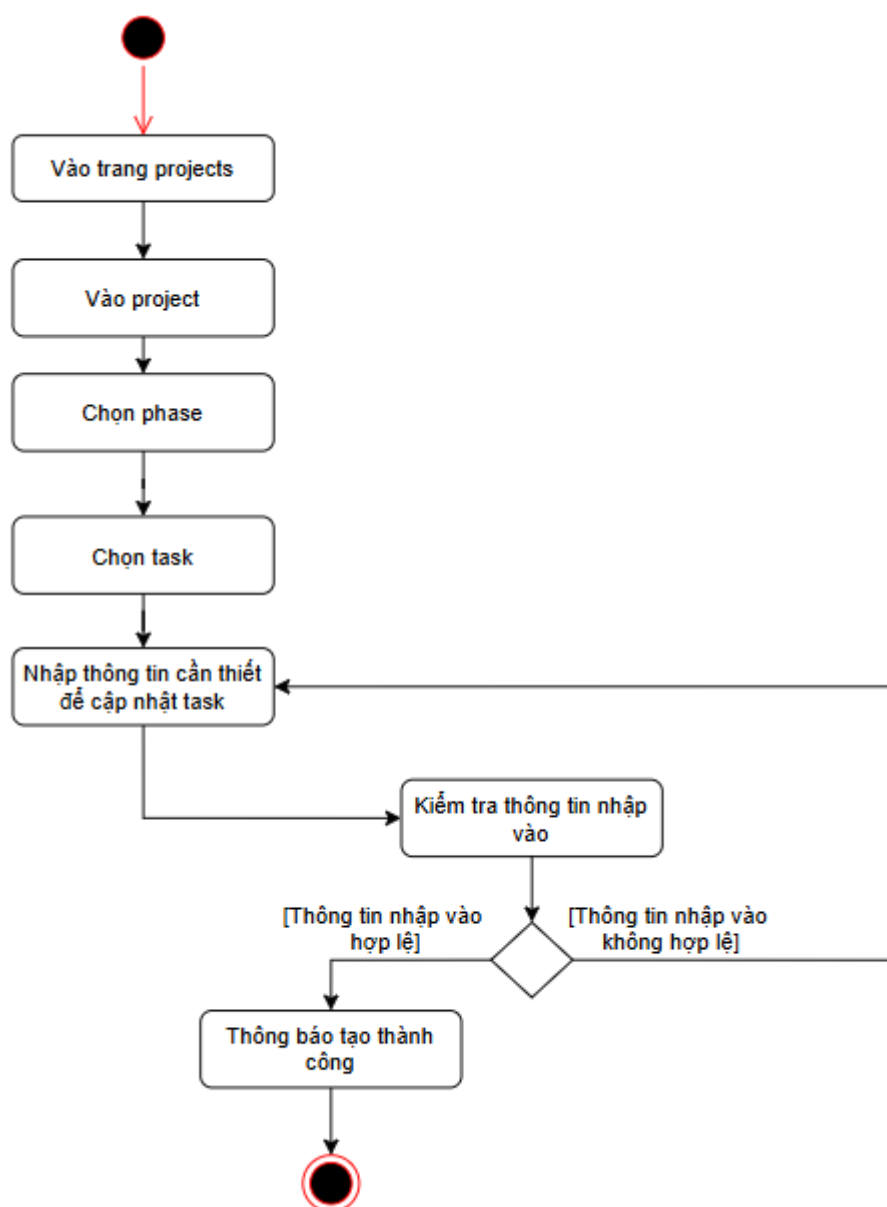 Vào trang projects
Vào project
Chọn phase
Chọn task
Nhập thông tin cần thiết
để cập nhật task
Kiểm tra thông tin nhập
vào
[Thông tin nhập vào
hợp lệ]
[Thông tin nhập vào
không hợp lệ]
Thông báo tạo thành
công